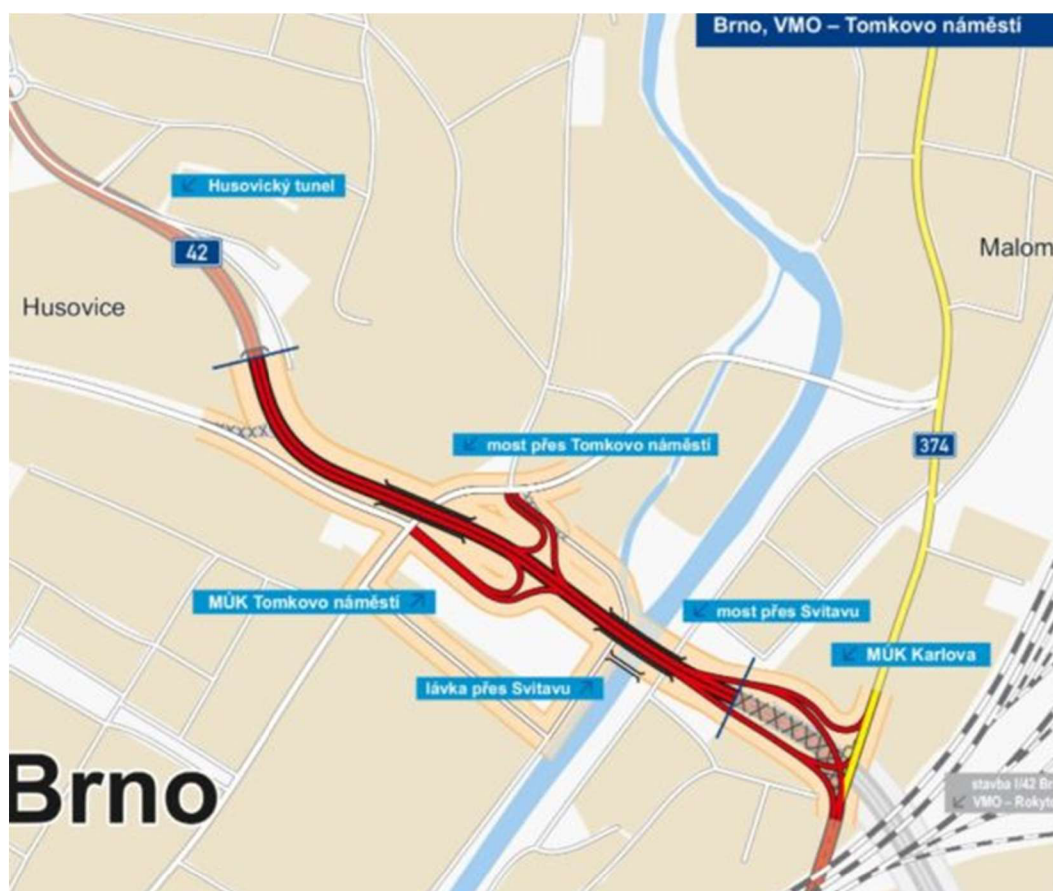 Brno, VMO – Tomkovo náměstí
Husovický tunel
42
Husovice
Malom
most přes Tomkovo náměstí
374
MÚK Tomkovo náměstí
most přes Svitavu
MÚK Karlova
lávka přes Svitavu
Brno
stavba I/42 Br
VMO – Rokyt